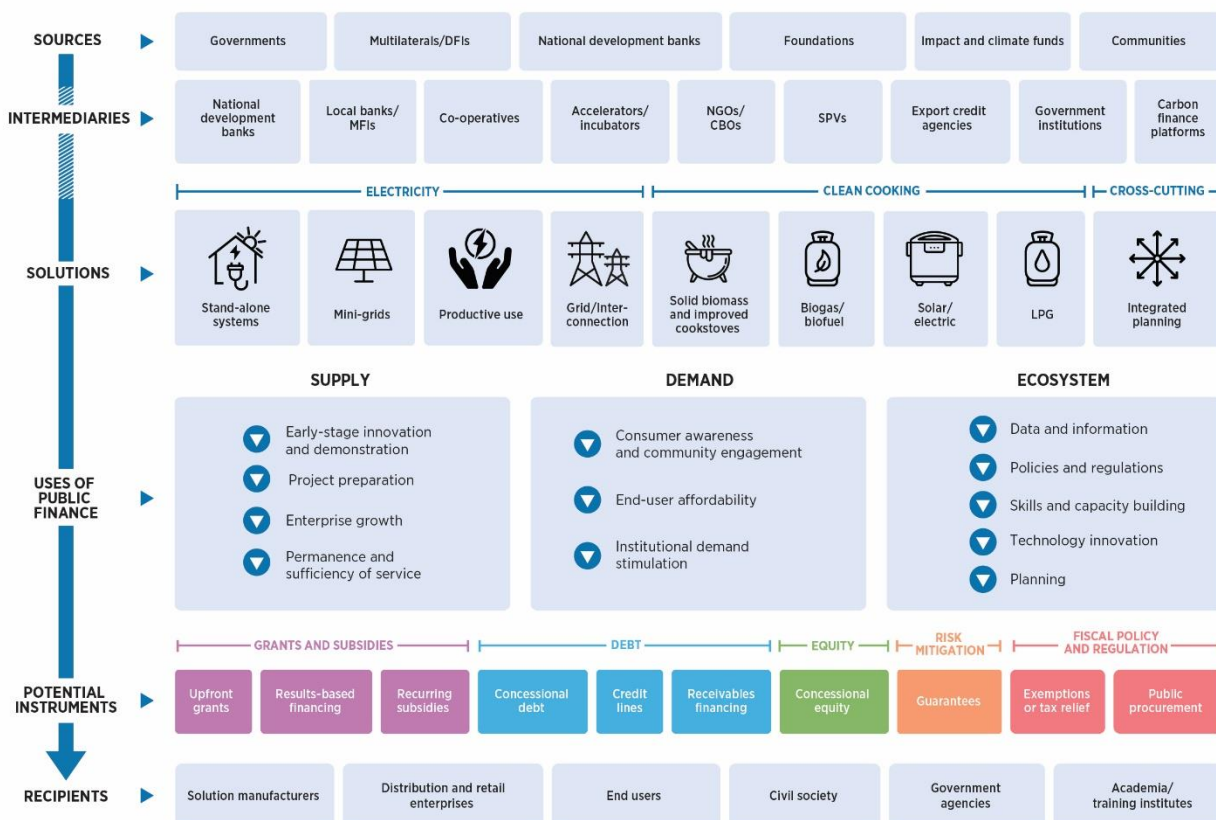 SOURCES
Governments
Multilaterals/DFIs
National development banks
Foundations
Impact and climate funds
Communities
INTERMEDIARIES
National
development
banks
Local banks/
MFIs
Co-operatives
Accelerators/
incubators
NGOs/
CBOs
SPVs
Export credit
agencies
Government
institutions
Carbon
finance
platforms
ELECTRICITY
CLEAN COOKING
CROSS-CUTTING
SOLUTIONS
Stand-alone
systems
Mini-grids
Productive use
Grid/Inter-
connection
Solid biomass
and improved
cookstoves
Biogas/
biofuel
Solar/
electric
LPG
Integrated
planning
USES OF
PUBLIC
FINANCE
SUPPLY
Early-stage innovation
and demonstration
Project preparation
Enterprise growth
Permanence and
sufficiency of service
DEMAND
Consumer awareness
and community engagement
End-user affordability
Institutional demand
stimulation
ECOSYSTEM
Data and information
Policies and regulations
Skills and capacity building
Technology innovation
Planning
GRANTS AND SUBSIDIES
DEBT
EQUITY
RISK
MITIGATION
FISCAL POLICY
AND REGULATION
POTENTIAL
INSTRUMENTS
Upfront
grants
Results-based
financing
Recurring
subsidies
Concessional
debt
Credit
lines
Receivables
financing
Concessional
equity
Guarantees
Exemptions
or tax relief
Public
procurement
RECIPIENTS
Solution manufacturers
Distribution and retail
enterprises
End users
Civil society
Government
agencies
Academia/
training institutes